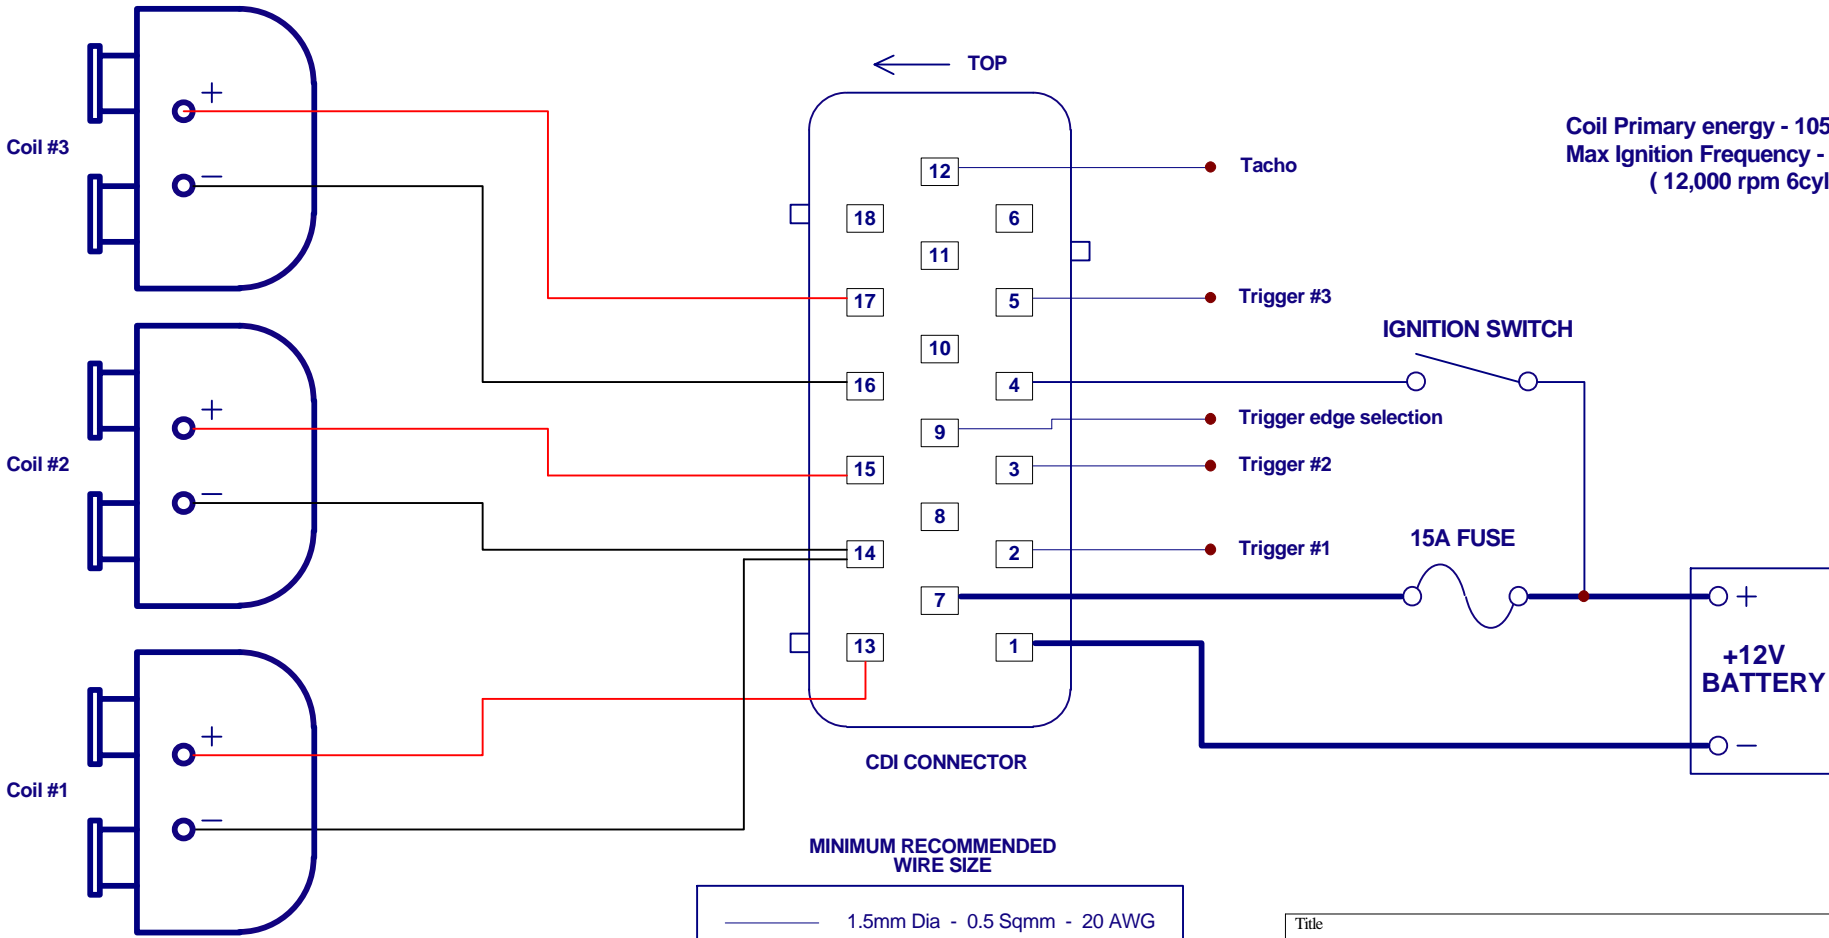 TOP
Coil Primary energy - 105
Max Ignition Frequency -
( 12,000 rpm 6cyl
+
Coil #3
−
12
Tacho
18
6
11
17
5
Trigger #3
10
IGNITION SWITCH
16
4
+
Trigger edge selection
9
Coil #2
15
3
Trigger #2
−
8
14
2
Trigger #1
15A FUSE
7
+
13
1
+12V
BATTERY
+
−
CDI CONNECTOR
Coil #1
−
MINIMUM RECOMMENDED
WIRE SIZE
1.5mm Dia - 0.5 Sqmm - 20 AWG
Title